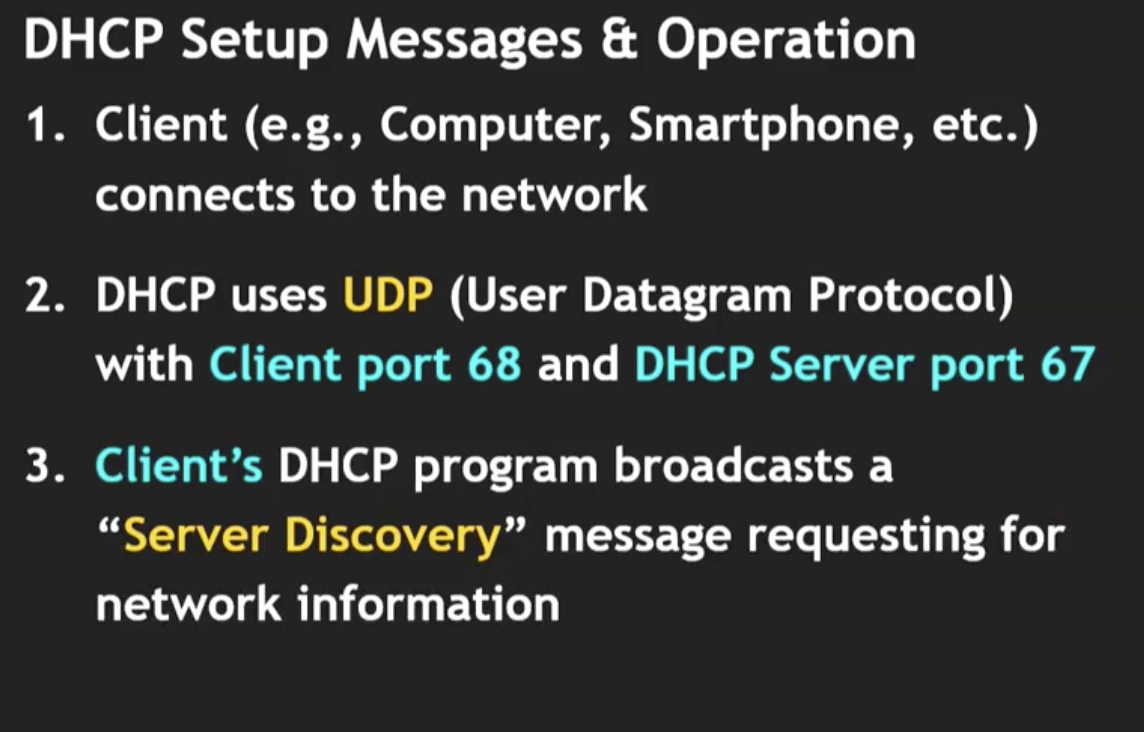 DHCP Setup Messages & Operation
1. Client (e.g., Computer, Smartphone, etc.)
connects to the network
2. DHCP uses UDP (User Datagram Protocol)
with Client port 68 and DHCP Server port 67
3. Client’s DHCP program broadcasts a
“Server Discovery” message requesting for
network information